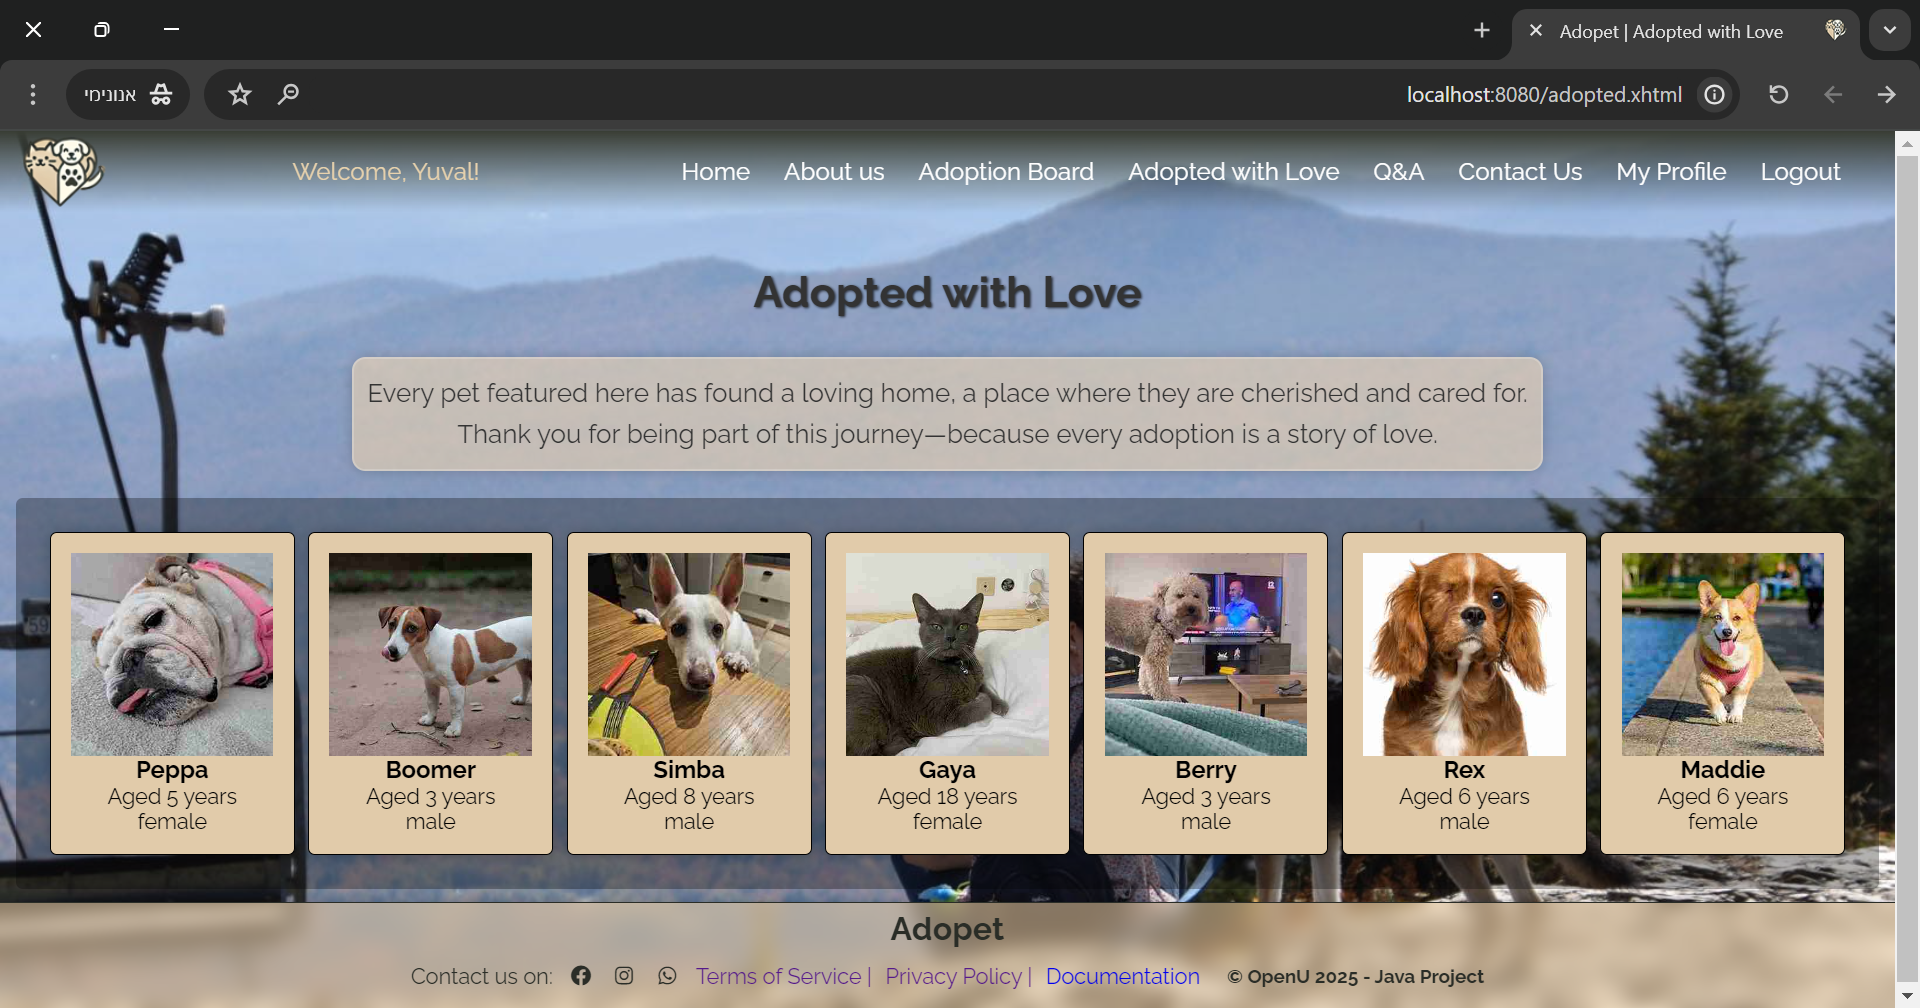 Adopet | Adopted with Love
אנונימי
localhost:8080/adopted.xhtml
Welcome, Yuval!
Home About us Adoption Board Adopted with Love Q&A Contact Us My Profile Logout
Adopted with Love
Every pet featured here has found a loving home, a place where they are cherished and cared for.
Thank you for being part of this journey—because every adoption is a story of love.
Peppa
Aged 5 years
female
Boomer
Aged 3 years
male
Simba
Aged 8 years
male
Gaya
Aged 18 years
female
Berry
Aged 3 years
male
Rex
Aged 6 years
male
Maddie
Aged 6 years
female
Adopet
Contact us on: Terms of Service | Privacy Policy | Documentation © OpenU 2025 - Java Project